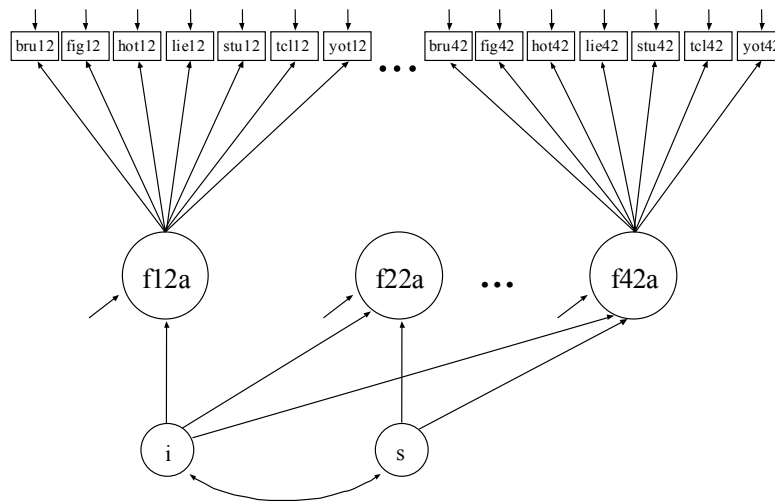 bru12 fig12 hot12 lie12 stu12 tcl12 yot12 ... bru42 fig42 hot42 lie42 stu42 tcl42 yot42
f12a f22a ... f42a
i s